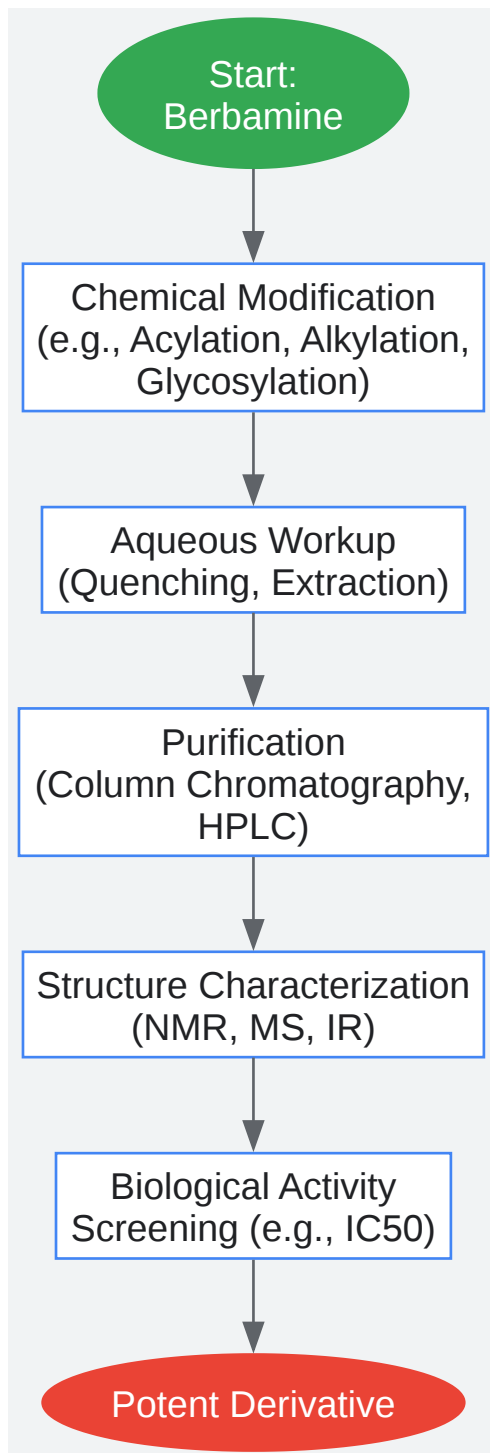 Start:
Berbamine
Chemical Modification
(e.g., Acylation, Alkylation,
Glycosylation)
Aqueous Workup
(Quenching, Extraction)
Purification
(Column Chromatography,
HPLC)
Structure Characterization
(NMR, MS, IR)
Biological Activity
Screening (e.g., IC50)
Potent Derivative